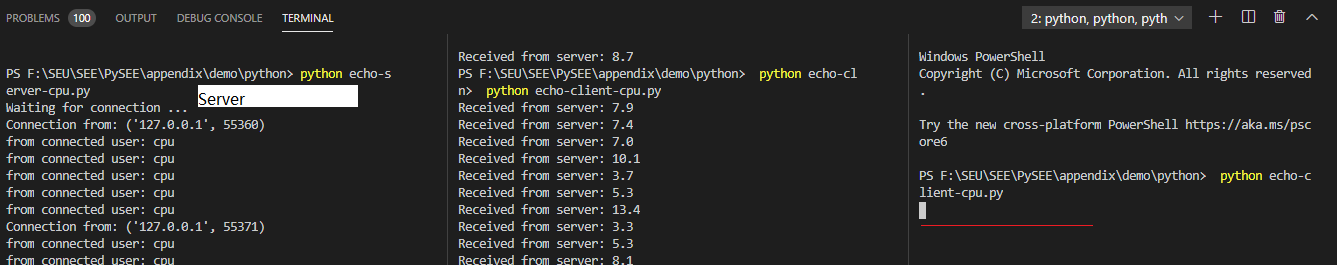 PROBLEMS 100 OUTPUT DEBUG CONSOLE TERMINAL 2: python, python, pyth
PS F:\SEU\SEE\PySEE\appendix\demo\python> python echo-s
erver-cpu.py
Server
Waiting for connection ...
Connection from: ('127.0.0.1', 55360)
from connected user: cpu
from connected user: cpu
from connected user: cpu
from connected user: cpu
from connected user: cpu
Connection from: ('127.0.0.1', 55371)
from connected user: cpu
from connected user: cpu
Received from server: 8.7
PS F:\SEU\SEE\PySEE\appendix\demo\python> python echo-cl
n> python echo-client-cpu.py
Received from server: 7.9
Received from server: 7.4
Received from server: 7.0
Received from server: 10.1
Received from server: 3.7
Received from server: 5.3
Received from server: 13.4
Received from server: 3.3
Received from server: 5.3
Received from server: 8.1
Windows PowerShell
Copyright (C) Microsoft Corporation. All rights reserved
.
Try the new cross-platform PowerShell https://aka.ms/psc
ore6
PS F:\SEU\SEE\PySEE\appendix\demo\python> python echo-c
lient-cpu.py